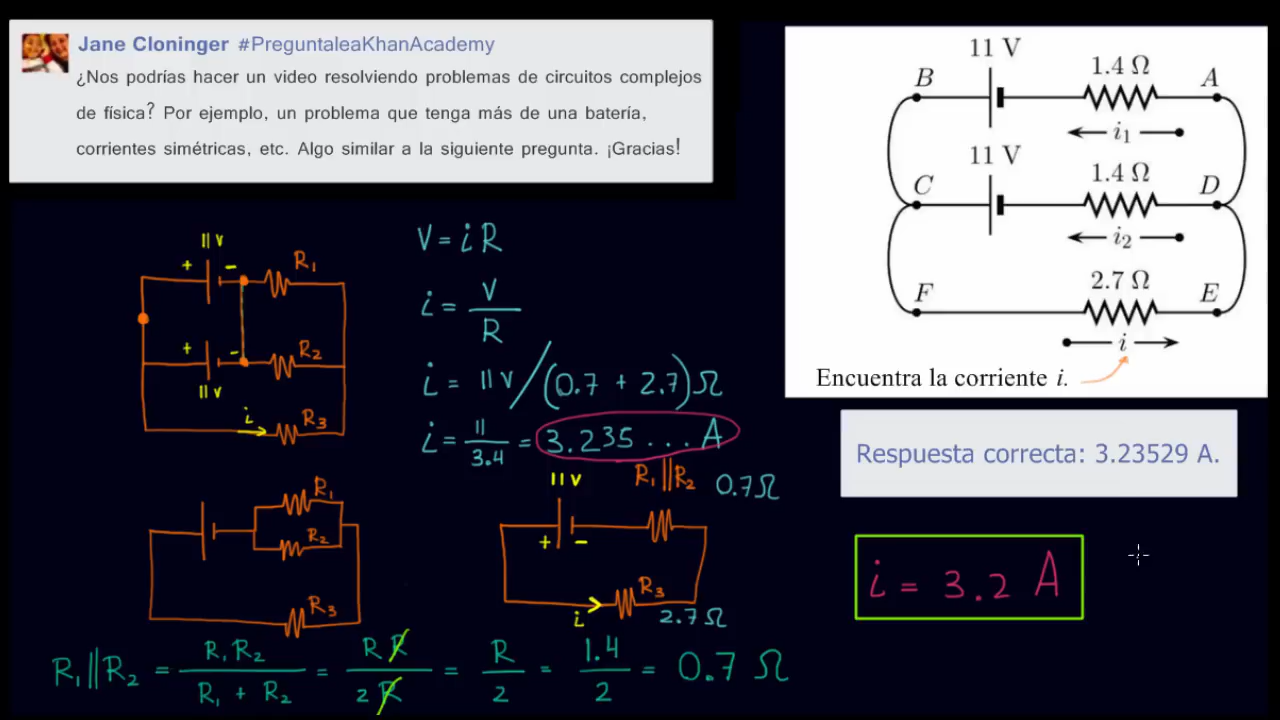 Jane Cloninger #PreguntaleaKhanAcademy
¿Nos podrías hacer un video resolviendo problemas de circuitos complejos
de física? Por ejemplo, un problema que tenga más de una batería,
corrientes simétricas, etc. Algo similar a la siguiente pregunta. ¡Gracias!
11 V
1.4 Ω
B
A
i₁
11 V
1.4 Ω
C
D
i₂
2.7 Ω
F
E
i
Encuentra la corriente i.
Respuesta correcta: 3.23529 A.
i = 3.2 A
11 v
+ - R₁
+ - R₂
11 v
i R₃
V = i R
i = V / R
i = 11 v / (0.7 + 2.7) Ω
i = 11 / 3.4 = 3.235 ... A
R₁
R₂
R₃
11 v R₁||R₂ 0.7 Ω
+ -
R₃
i 2.7 Ω
R₁||R₂ = R₁R₂ / R₁ + R₂ = R R / 2 R = R / 2 = 1.4 / 2 = 0.7 Ω